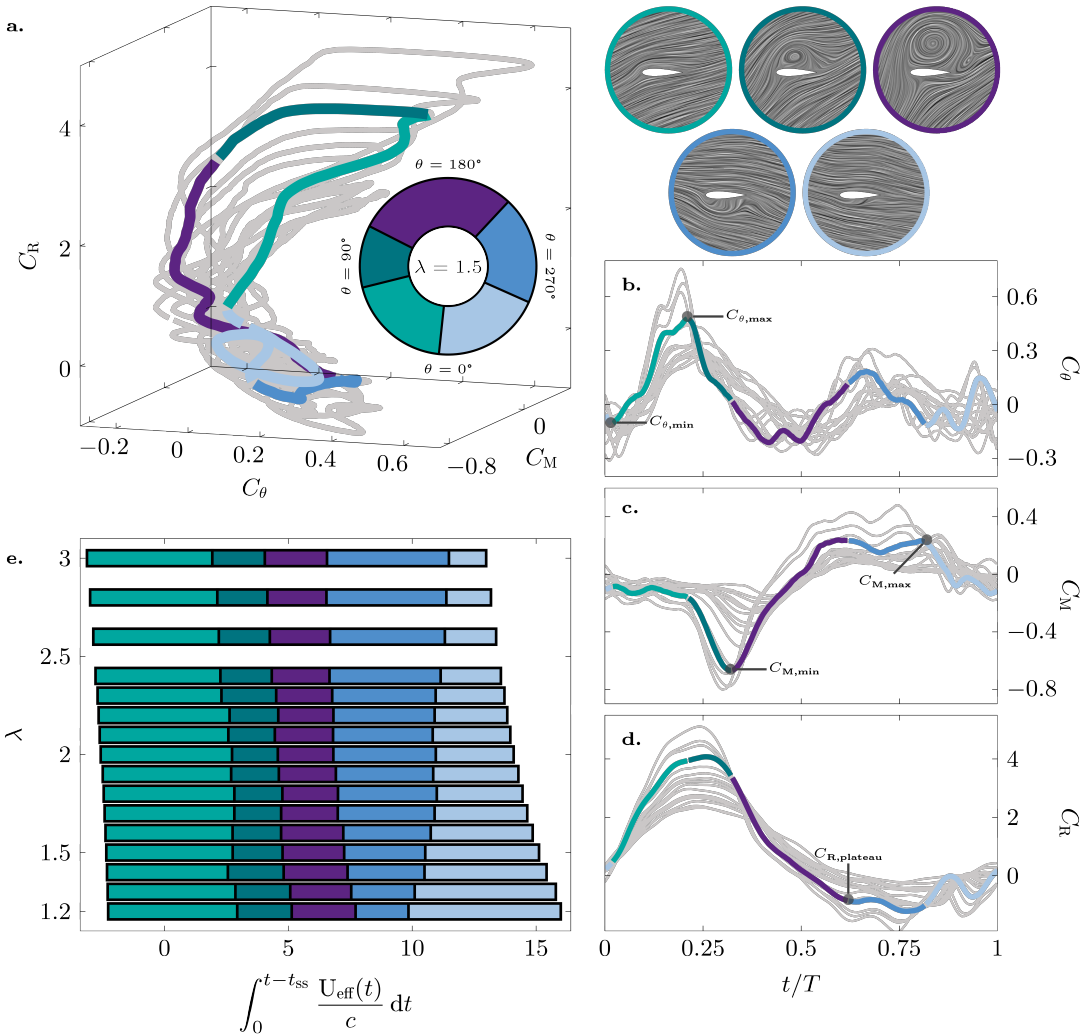 a.
4
2
0
C_R
−0.2
0
0.2
0.4
0.6
C_θ
−0.8
0
C_M
θ = 180°
θ = 90°
λ = 1.5
θ = 270°
θ = 0°
b.
C_θ,max
C_θ,min
0.6
0.3
0
−0.3
C_θ
c.
C_M,max
C_M,min
0.4
0
−0.4
−0.8
C_M
d.
C_R,plateau
4
2
0
C_R
0
0.25
0.5
0.75
1
t/T
e.
3
2.5
2
1.5
1.2
λ
0
5
10
15
∫_0^{t−t_ss} U_eff(t)/c dt